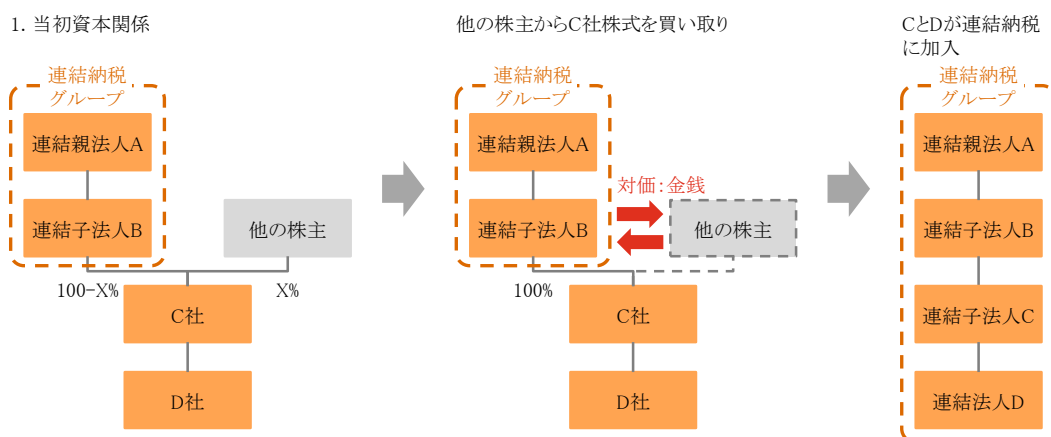 1. 当初資本関係
連結納税
グループ
連結親法人A
連結子法人B
他の株主
100-X%
X%
C社
D社
他の株主からC社株式を買い取り
連結納税
グループ
連結親法人A
対価：金銭
連結子法人B
他の株主
100%
C社
D社
CとDが連結納税
に加入
連結納税
グループ
連結親法人A
連結子法人B
連結子法人C
連結法人D